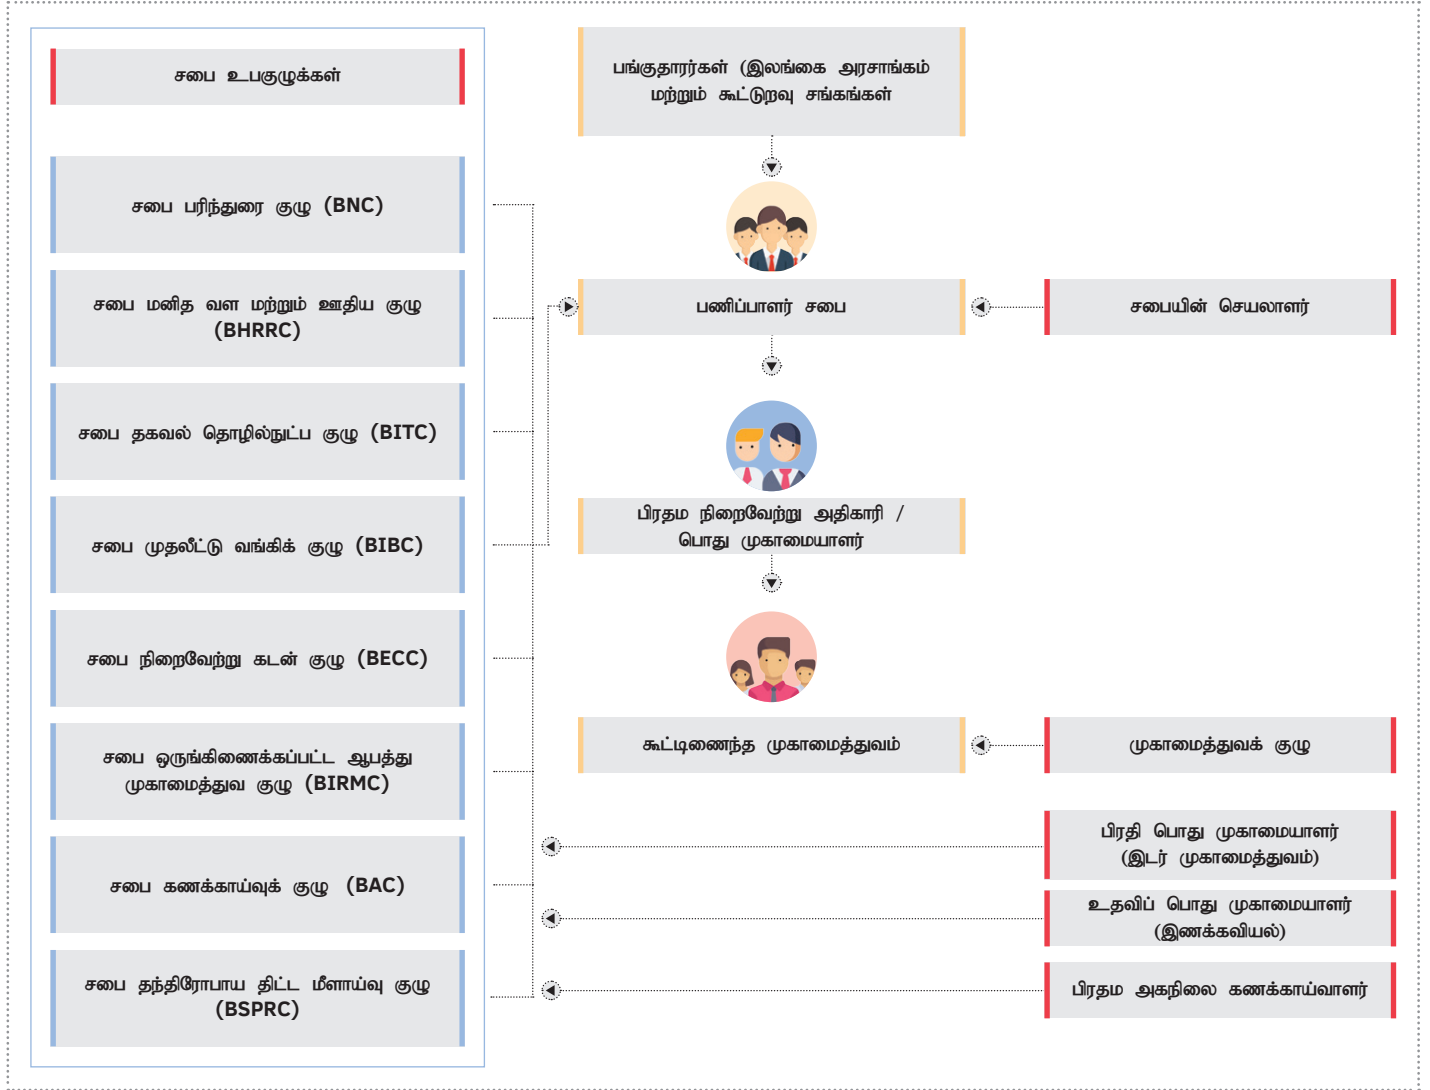 சபை உபகுழுக்கள்
சபை பரிந்துரை குழு (BNC)
சபை மனித வள மற்றும் ஊதிய குழு
(BHRRC)
சபை தகவல் தொழில்நுட்ப குழு (BITC)
சபை முதலீட்டு வங்கிக் குழு (BIBC)
சபை நிறைவேற்று கடன் குழு (BECC)
சபை ஒருங்கிணைக்கப்பட்ட ஆபத்து
முகாமைத்துவ குழு (BIRMC)
சபை கணக்காய்வுக் குழு (BAC)
சபை தந்திரோபாய திட்ட மீளாய்வு குழு
(BSPRC)
பங்குதாரர்கள் (இலங்கை அரசாங்கம்
மற்றும் கூட்டுறவு சங்கங்கள்
பணிப்பாளர் சபை
சபையின் செயலாளர்
பிரதம நிறைவேற்று அதிகாரி /
பொது முகாமையாளர்
கூட்டிணைந்த முகாமைத்துவம்
முகாமைத்துவக் குழு
பிரதி பொது முகாமையாளர்
(இடர் முகாமைத்துவம்)
உதவிப் பொது முகாமையாளர்
(இணக்கவியல்)
பிரதம அகநிலை கணக்காய்வாளர்